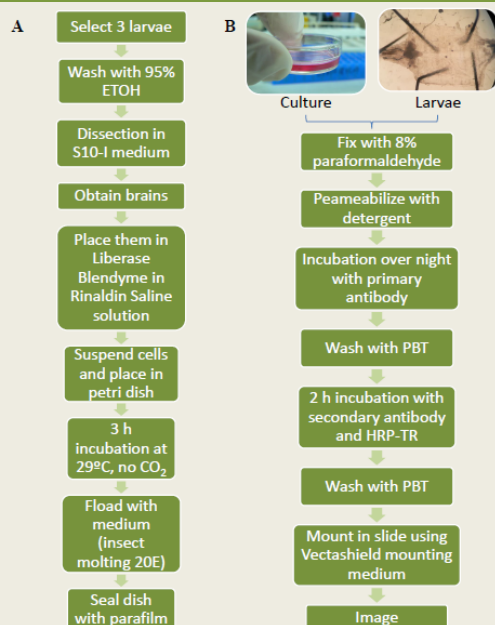 A
Select 3 larvae
Wash with 95%
ETOH
Dissection in
S10-I medium
Obtain brains
Place them in
Liberase
Blendyme in
Rinaldin Saline
solution
Suspend cells
and place in
petri dish
3 h
incubation at
29ºC, no CO₂
Fload with
medium
(insect
molting 20E)
Seal dish
with parafilm
B
Culture
Larvae
Fix with 8%
paraformaldehyde
Peameabilize with
detergent
Incubation over night
with primary
antibody
Wash with PBT
2 h incubation with
secondary antibody
and HRP-TR
Wash with PBT
Mount in slide using
Vectashield mounting
medium
Image